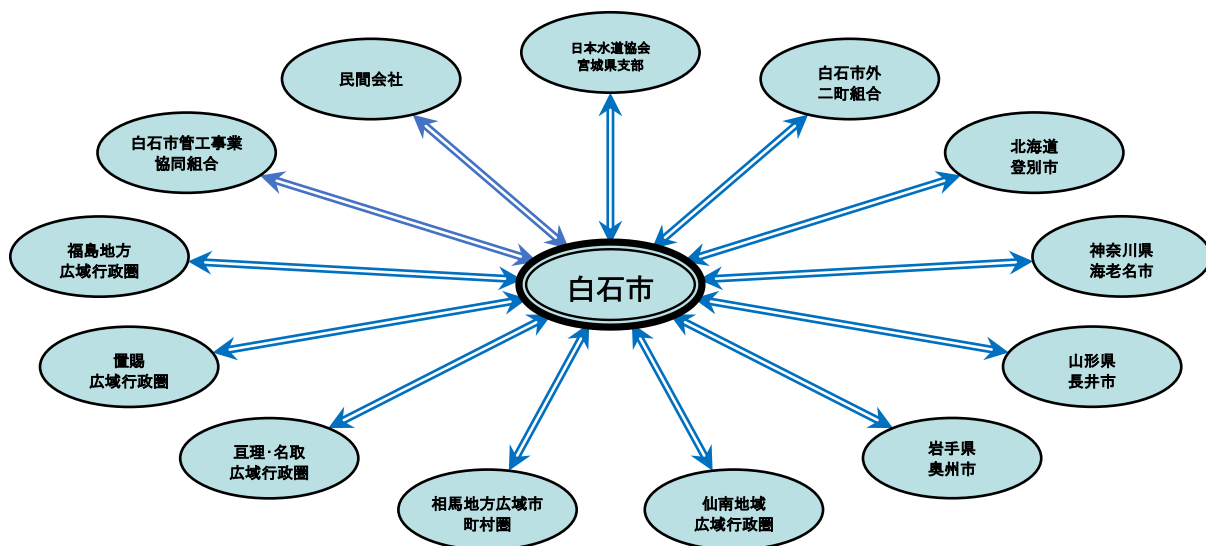 日本水道協会
宮城県支部
民間会社
白石市外
二町組合
白石市管工事業
協同組合
北海道
登別市
福島地方
広域行政圏
神奈川県
海老名市
白石市
置賜
広域行政圏
山形県
長井市
亘理･名取
広域行政圏
岩手県
奥州市
相馬地方広域市
町村圏
仙南地域
広域行政圏